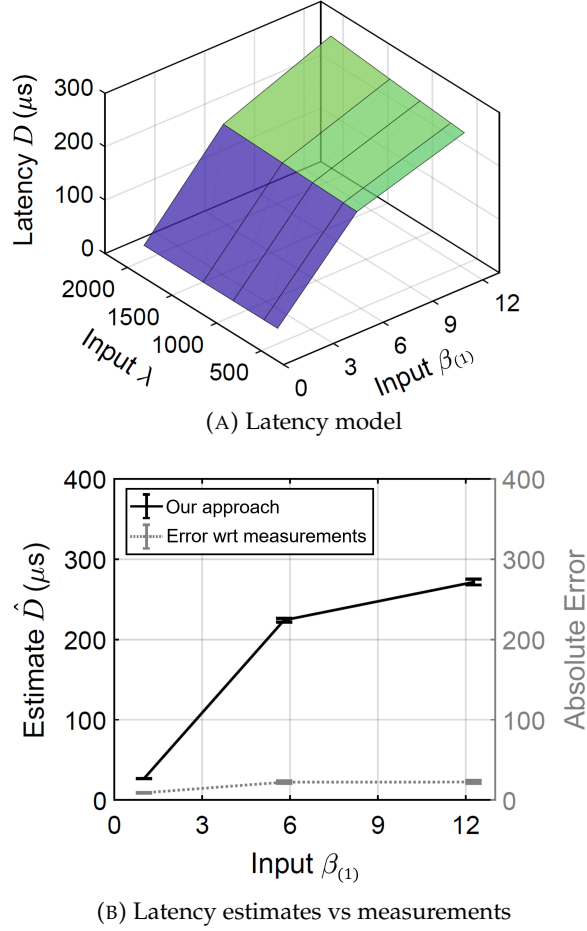 Latency D (μs)
300
200
100
0
2000
1500
1000
500
Input λ
0
3
6
9
12
Input β(1)
(A) Latency model
400
300
200
100
0
Estimate D̂ (μs)
Our approach
Error wrt measurements
400
300
200
100
0
Absolute Error
0 3 6 9 12
Input β(1)
(B) Latency estimates vs measurements